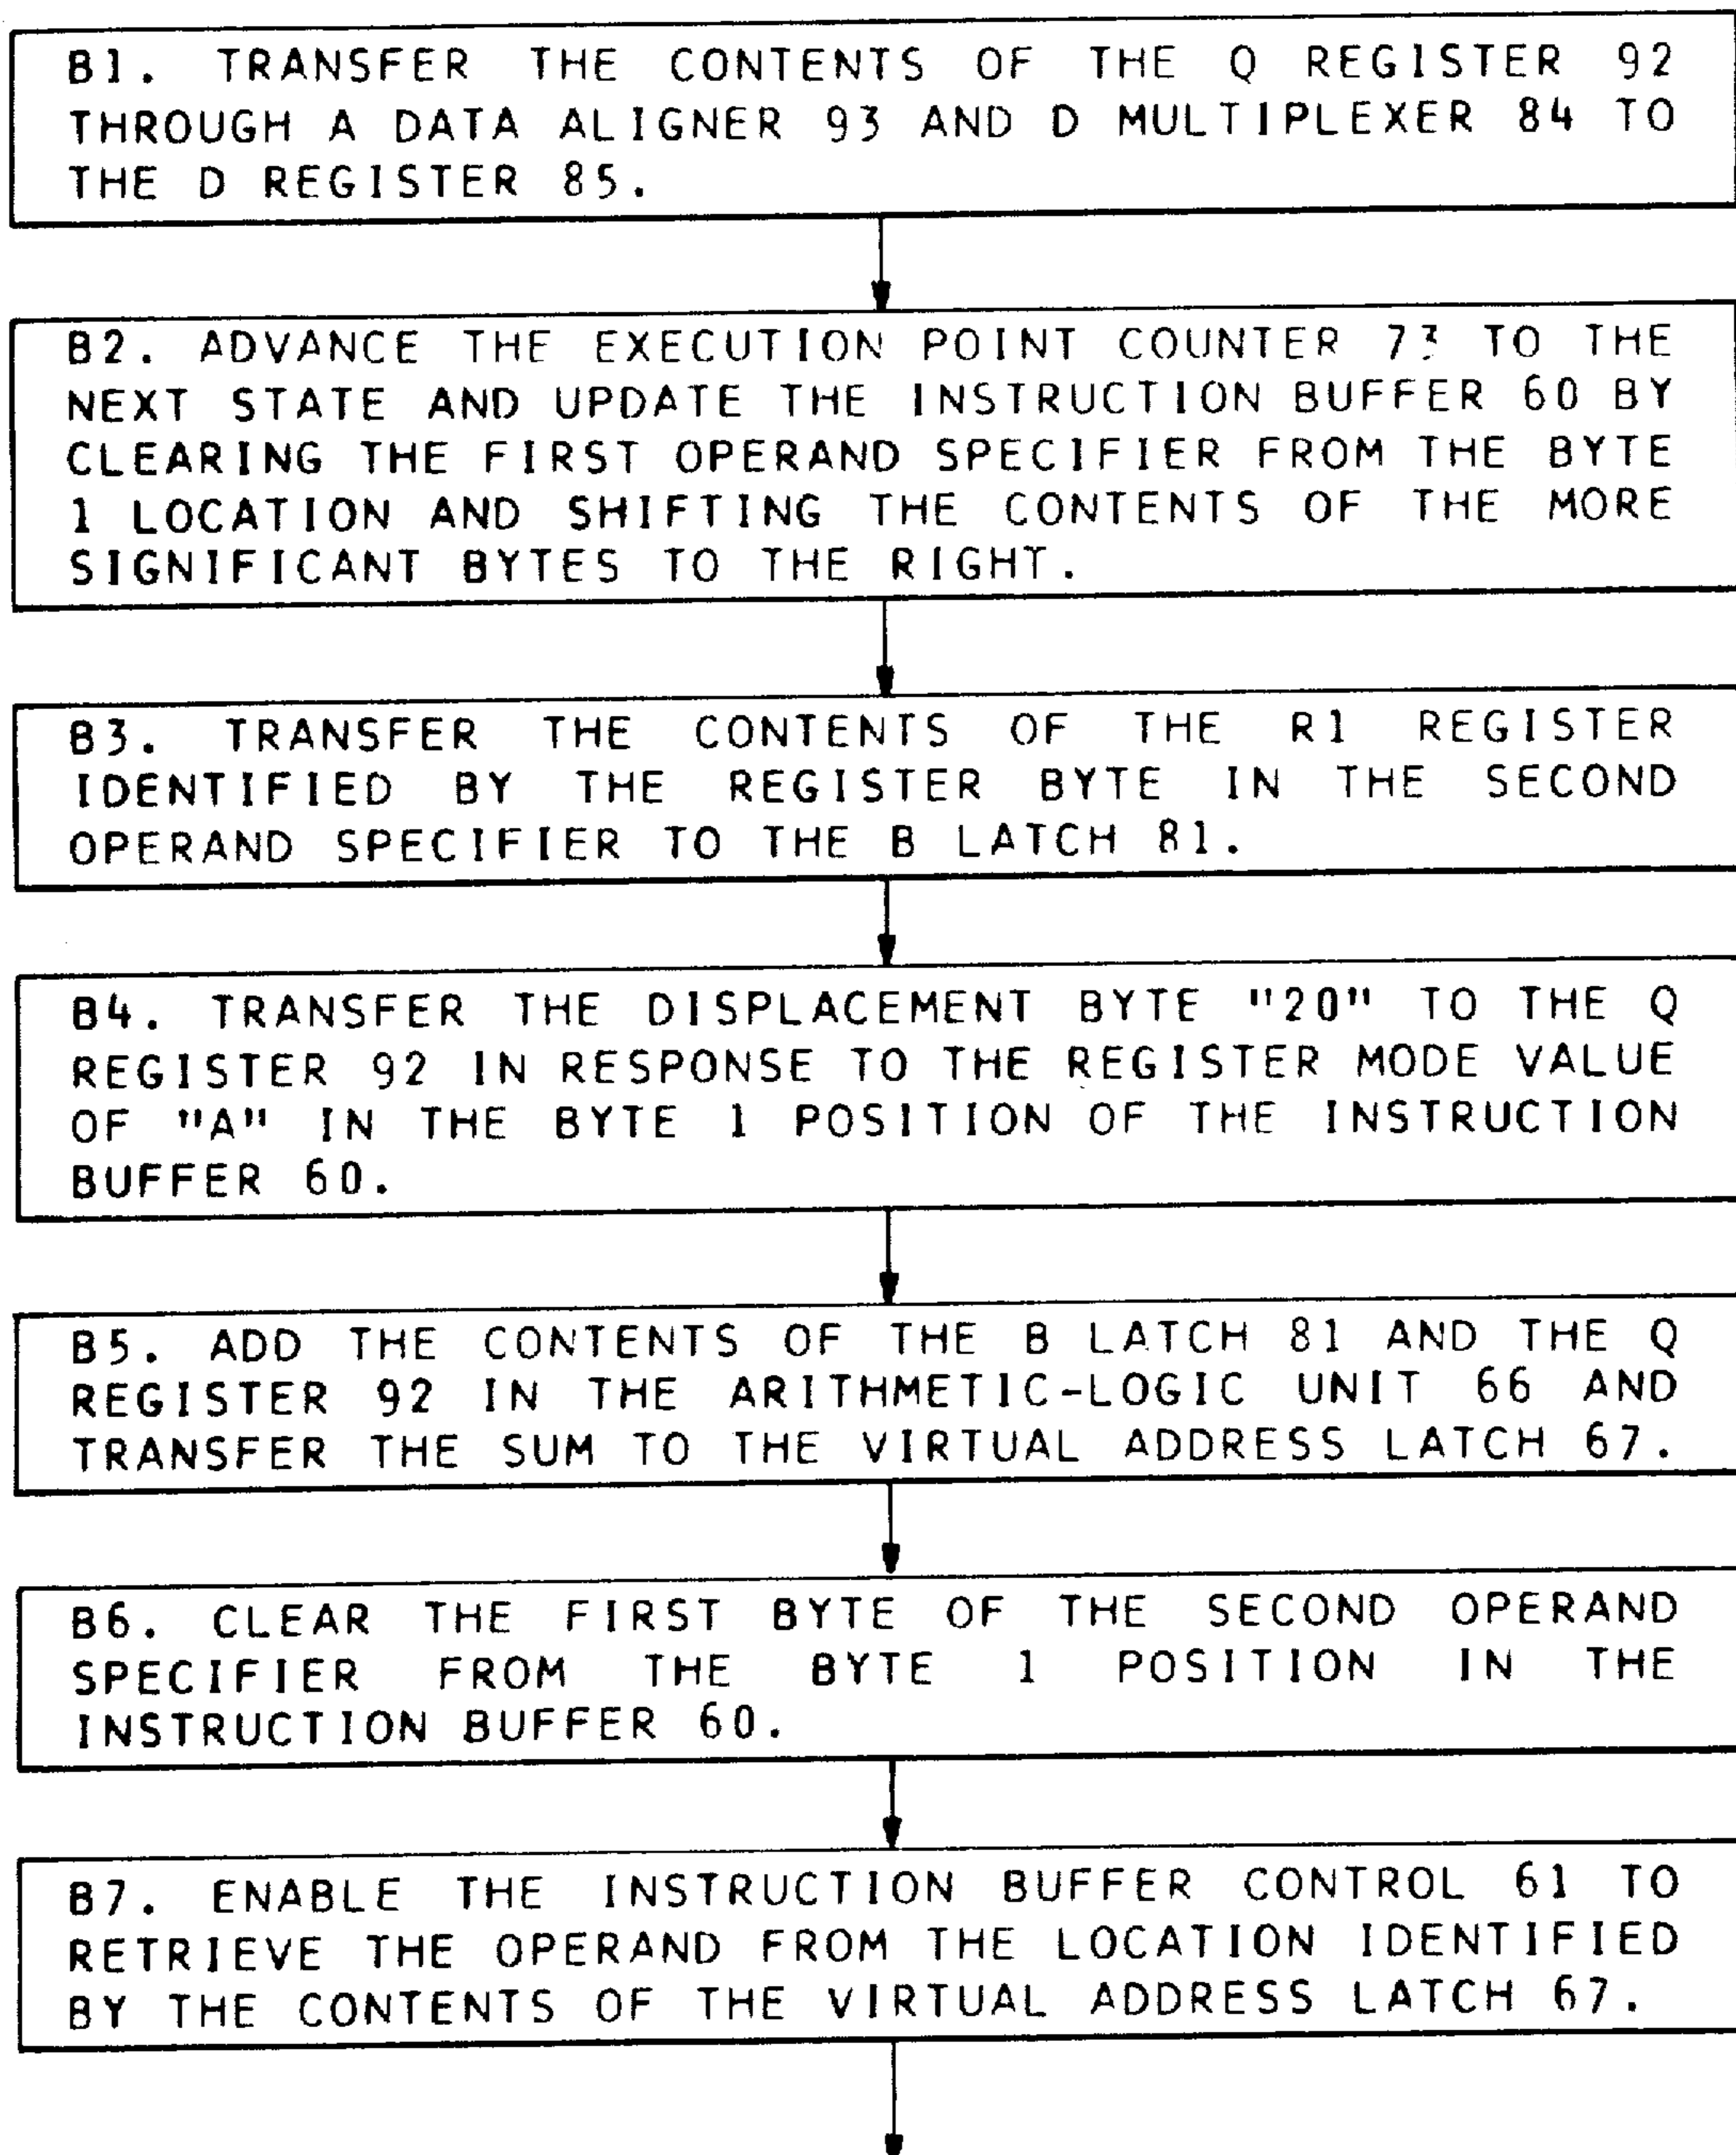 B1. TRANSFER THE CONTENTS OF THE Q REGISTER 92
THROUGH A DATA ALIGNER 93 AND D MULTIPLEXER 84 TO
THE D REGISTER 85.
B2. ADVANCE THE EXECUTION POINT COUNTER 73 TO THE
NEXT STATE AND UPDATE THE INSTRUCTION BUFFER 60 BY
CLEARING THE FIRST OPERAND SPECIFIER FROM THE BYTE
1 LOCATION AND SHIFTING THE CONTENTS OF THE MORE
SIGNIFICANT BYTES TO THE RIGHT.
B3. TRANSFER THE CONTENTS OF THE R1 REGISTER
IDENTIFIED BY THE REGISTER BYTE IN THE SECOND
OPERAND SPECIFIER TO THE B LATCH 81.
B4. TRANSFER THE DISPLACEMENT BYTE "20" TO THE Q
REGISTER 92 IN RESPONSE TO THE REGISTER MODE VALUE
OF "A" IN THE BYTE 1 POSITION OF THE INSTRUCTION
BUFFER 60.
B5. ADD THE CONTENTS OF THE B LATCH 81 AND THE Q
REGISTER 92 IN THE ARITHMETIC-LOGIC UNIT 66 AND
TRANSFER THE SUM TO THE VIRTUAL ADDRESS LATCH 67.
B6. CLEAR THE FIRST BYTE OF THE SECOND OPERAND
SPECIFIER FROM THE BYTE 1 POSITION IN THE
INSTRUCTION BUFFER 60.
B7. ENABLE THE INSTRUCTION BUFFER CONTROL 61 TO
RETRIEVE THE OPERAND FROM THE LOCATION IDENTIFIED
BY THE CONTENTS OF THE VIRTUAL ADDRESS LATCH 67.